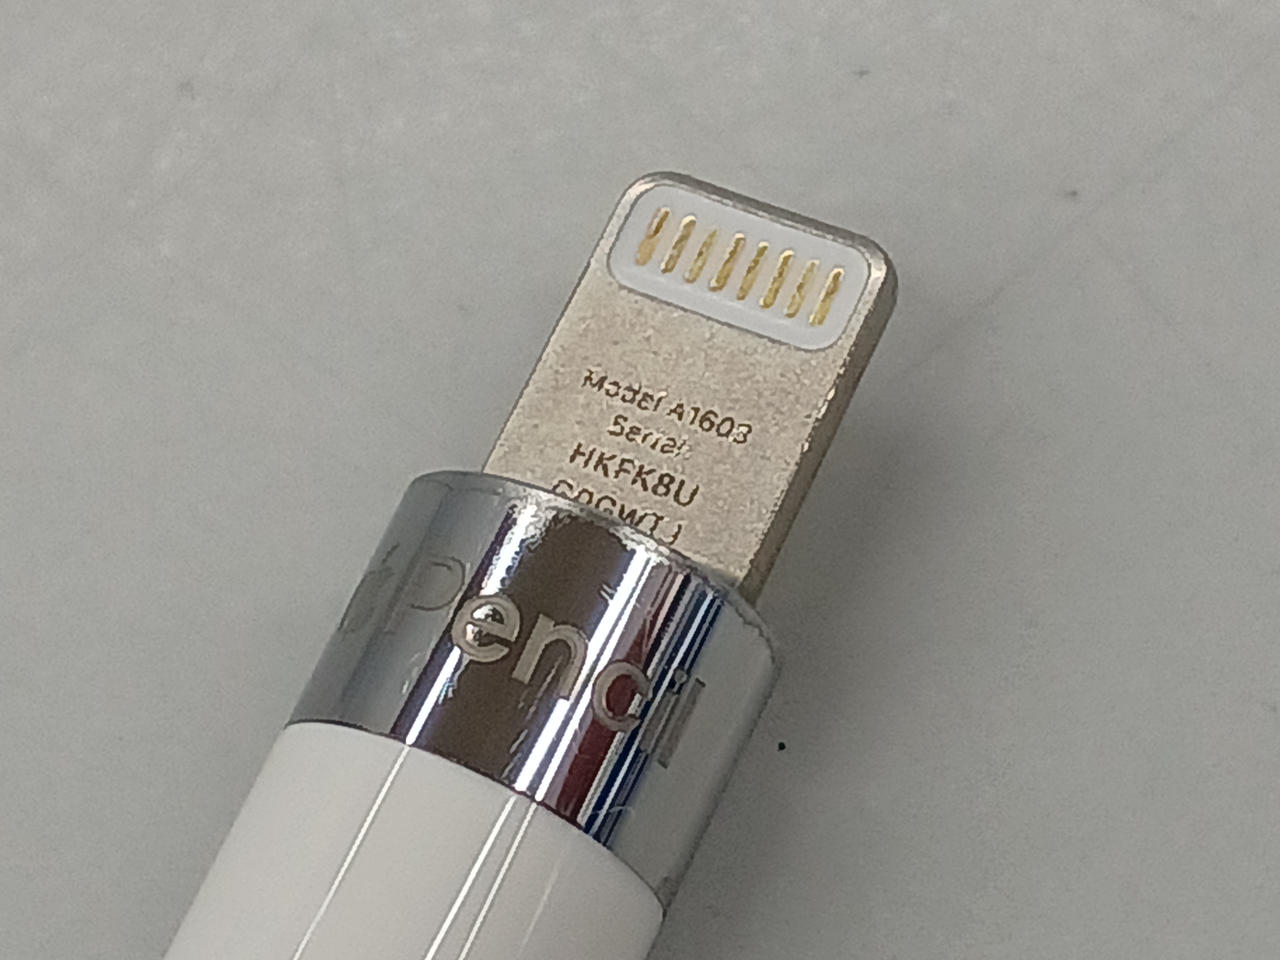 Model A1603
Serial:
HKFK8U
Pencil